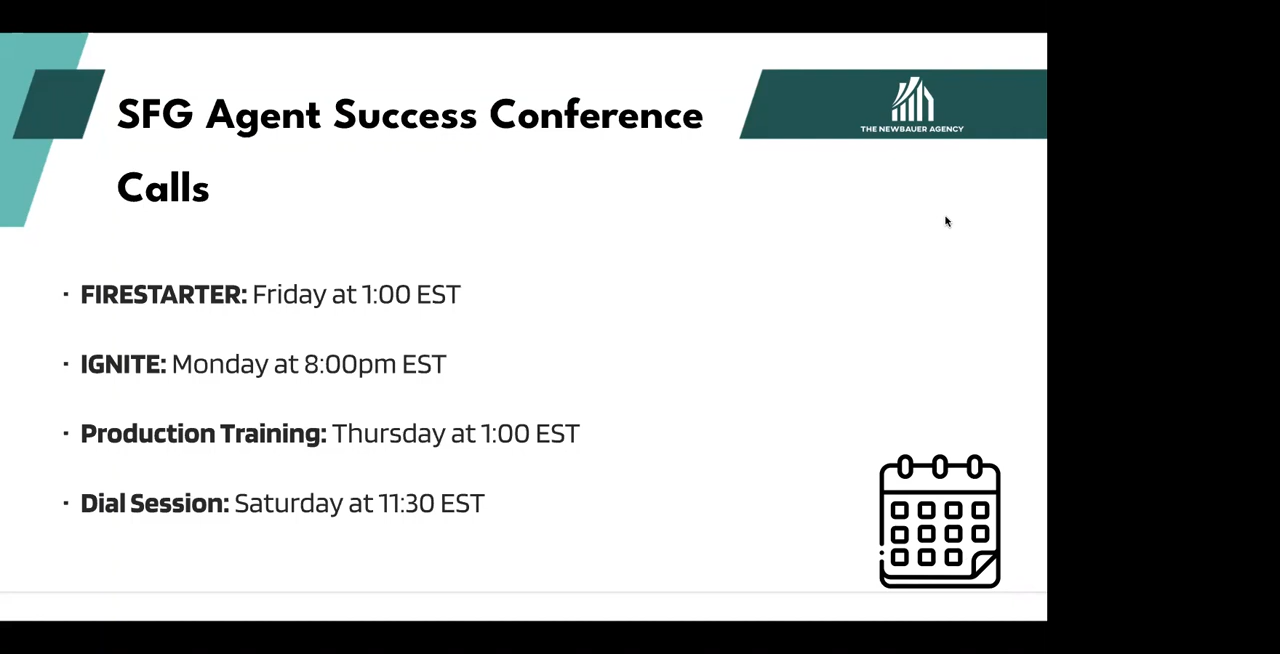 SFG Agent Success Conference
Calls
THE NEWBAUER AGENCY
· FIRESTARTER: Friday at 1:00 EST
· IGNITE: Monday at 8:00pm EST
· Production Training: Thursday at 1:00 EST
· Dial Session: Saturday at 11:30 EST